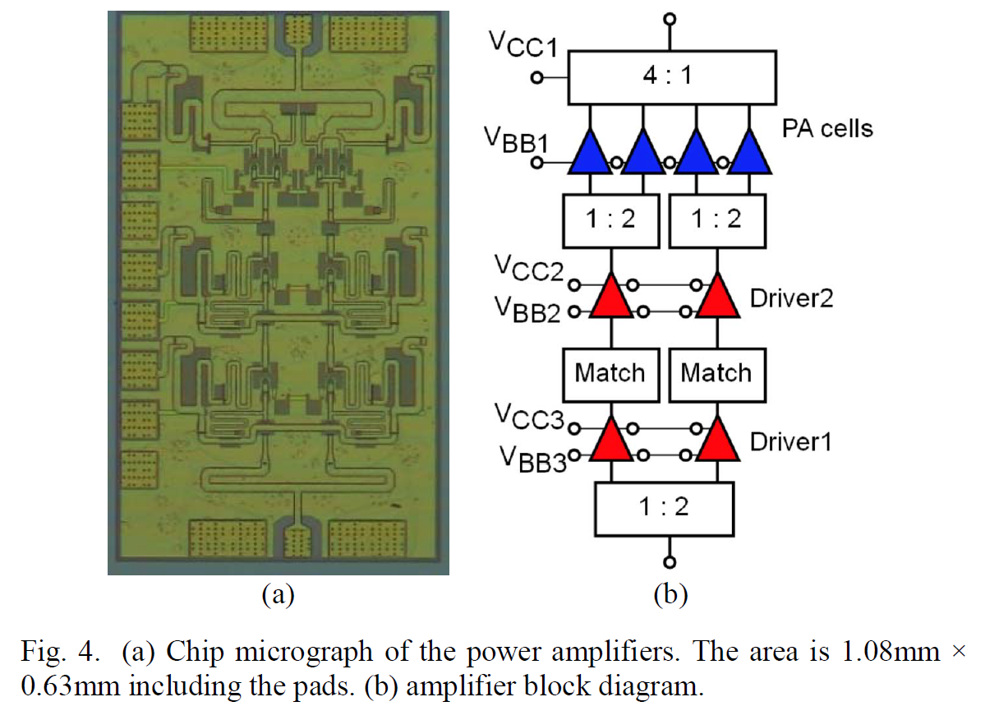 VCC1
4 : 1
PA cells
VBB1
1 : 2
1 : 2
VCC2
VBB2
Driver2
Match
Match
VCC3
VBB3
Driver1
1 : 2
(a)
(b)
Fig. 4. (a) Chip micrograph of the power amplifiers. The area is 1.08mm ×
0.63mm including the pads. (b) amplifier block diagram.